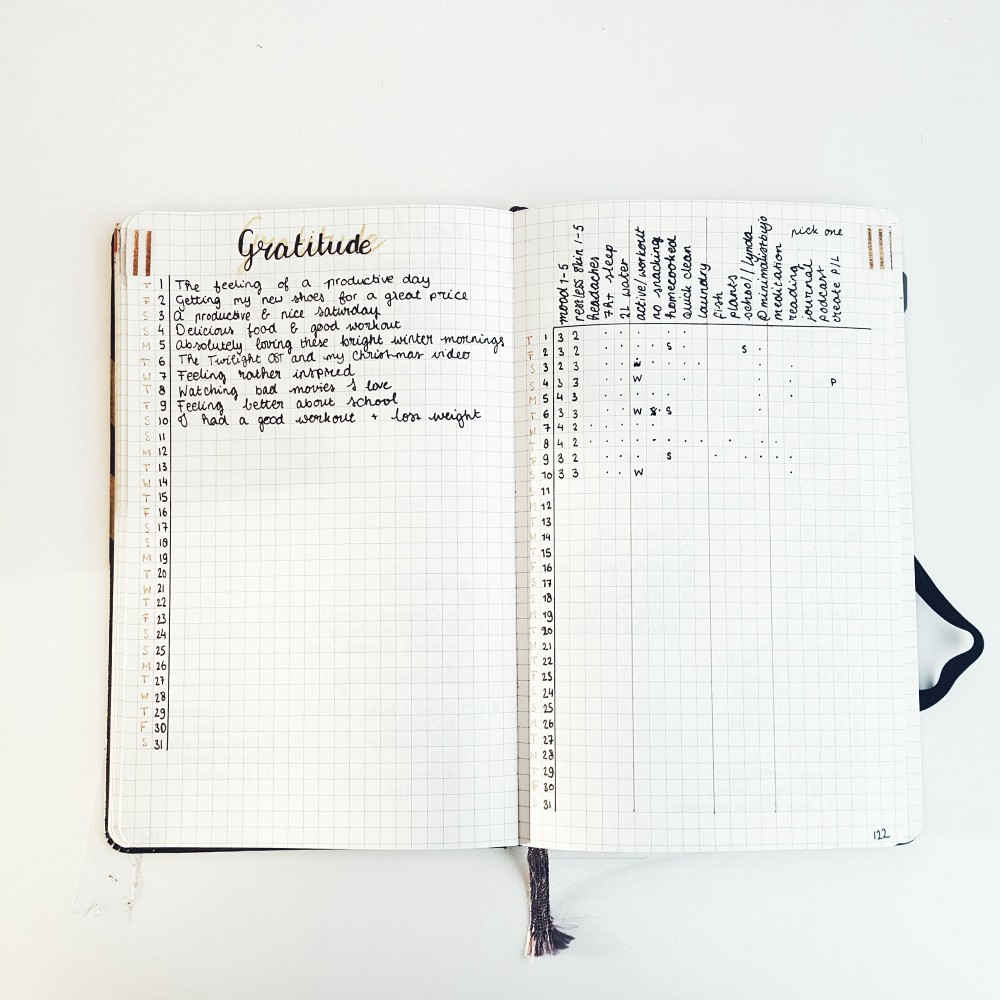 Gratitude
T 1 The feeling of a productive day
F 2 Getting my new shoes for a great price
S 3 A productive & nice saturday
S 4 Delicious food & good workout
M 5 absolutely loving these bright winter mornings
T 6 The Twilight OST and my Christmas video
W 7 Feeling rather inspired
T 8 Watching bad movies I love
F 9 Feeling better about school
S 10 I had a good workout + lost weight
S 11
M 12
T 13
W 14
T 15
F 16
S 17
S 18
M 19
T 20
W 21
T 22
F 23
S 24
S 25
M 26
T 27
W 28
T 29
F 30
S 31
mood 1-5
restless skin 1-5
headaches
7h+ sleep
2L water
active/workout
no snacking
homecooked
quick clean
laundry
fish
plants
school//Lynda
@minimalistbujo
meditation
pick one
reading
journal
podcast
create P/L
T 1 3 2 · · · · S ·
F 2 3 2 S ·
S 3 2 3
S 4 3 3 W P
M 5 4 3
T 6 3 3 W S
W 7 4 2
T 8 4 2
F 9 3 2 S
S 10 3 3 W
11
12
13
14
15
16
17
18
19
20
21
22
23
24
25
26
27
28
29
30
31
122